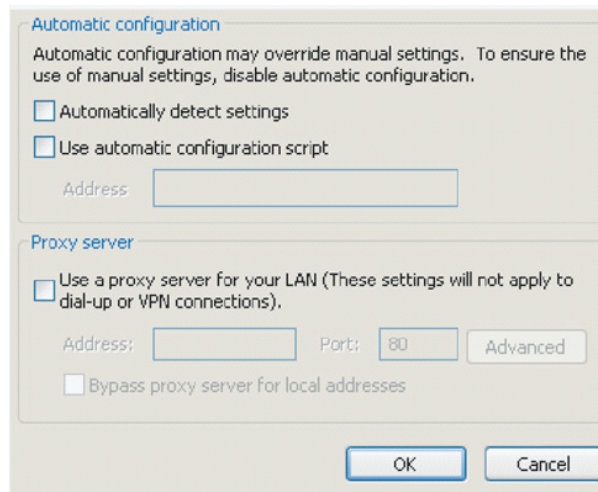 Automatic configuration
Automatic configuration may override manual settings. To ensure the
use of manual settings, disable automatic configuration.
Automatically detect settings
Use automatic configuration script
Address
Proxy server
Use a proxy server for your LAN (These settings will not apply to
dial-up or VPN connections).
Address: Port: 80 Advanced
Bypass proxy server for local addresses
OK Cancel